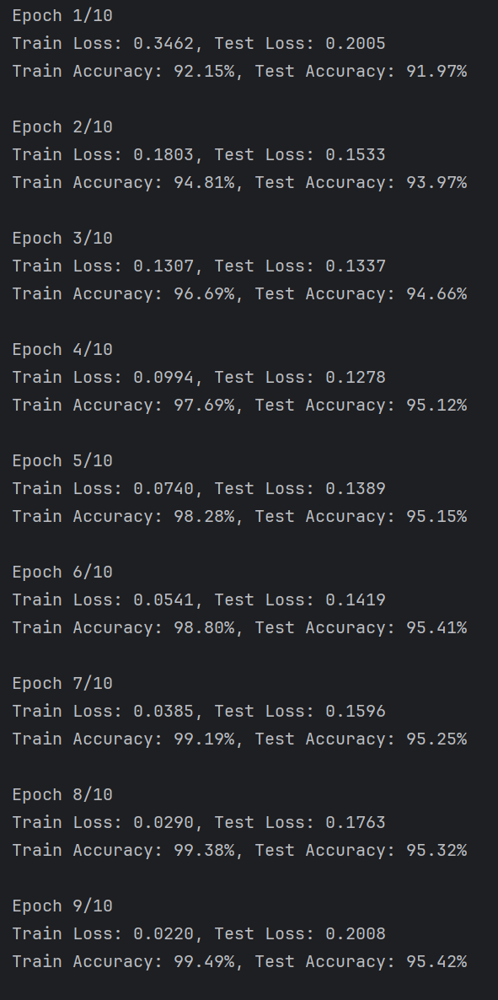 Epoch 1/10
Train Loss: 0.3462, Test Loss: 0.2005
Train Accuracy: 92.15%, Test Accuracy: 91.97%
Epoch 2/10
Train Loss: 0.1803, Test Loss: 0.1533
Train Accuracy: 94.81%, Test Accuracy: 93.97%
Epoch 3/10
Train Loss: 0.1307, Test Loss: 0.1337
Train Accuracy: 96.69%, Test Accuracy: 94.66%
Epoch 4/10
Train Loss: 0.0994, Test Loss: 0.1278
Train Accuracy: 97.69%, Test Accuracy: 95.12%
Epoch 5/10
Train Loss: 0.0740, Test Loss: 0.1389
Train Accuracy: 98.28%, Test Accuracy: 95.15%
Epoch 6/10
Train Loss: 0.0541, Test Loss: 0.1419
Train Accuracy: 98.80%, Test Accuracy: 95.41%
Epoch 7/10
Train Loss: 0.0385, Test Loss: 0.1596
Train Accuracy: 99.19%, Test Accuracy: 95.25%
Epoch 8/10
Train Loss: 0.0290, Test Loss: 0.1763
Train Accuracy: 99.38%, Test Accuracy: 95.32%
Epoch 9/10
Train Loss: 0.0220, Test Loss: 0.2008
Train Accuracy: 99.49%, Test Accuracy: 95.42%